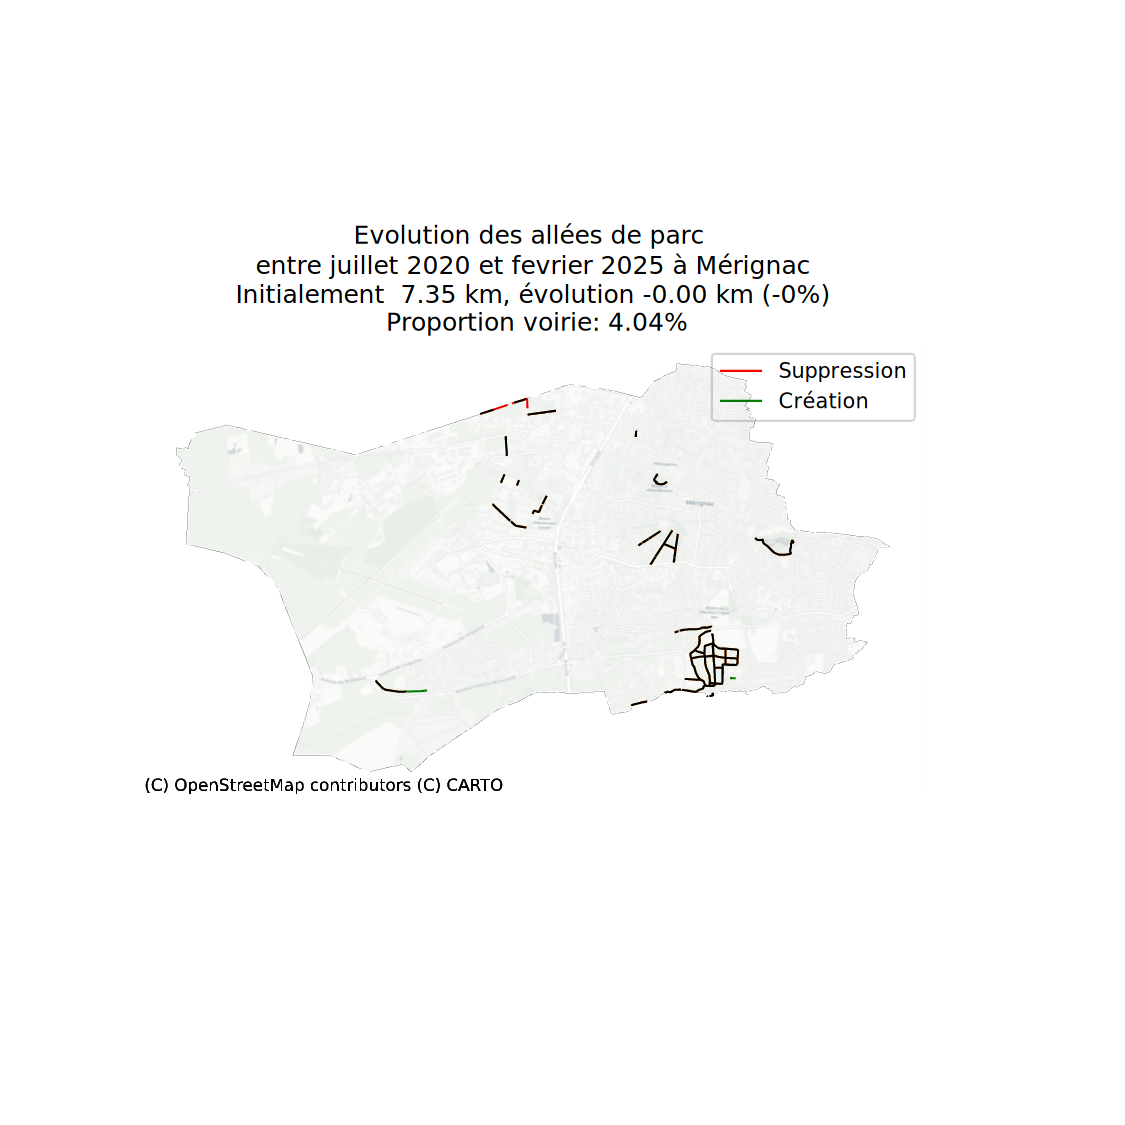 Evolution des allées de parc
entre juillet 2020 et fevrier 2025 à Mérignac
Initialement  7.35 km, évolution -0.00 km (-0%)
Proportion voirie: 4.04%
Suppression
Création
Mérignac
(C) OpenStreetMap contributors (C) CARTO